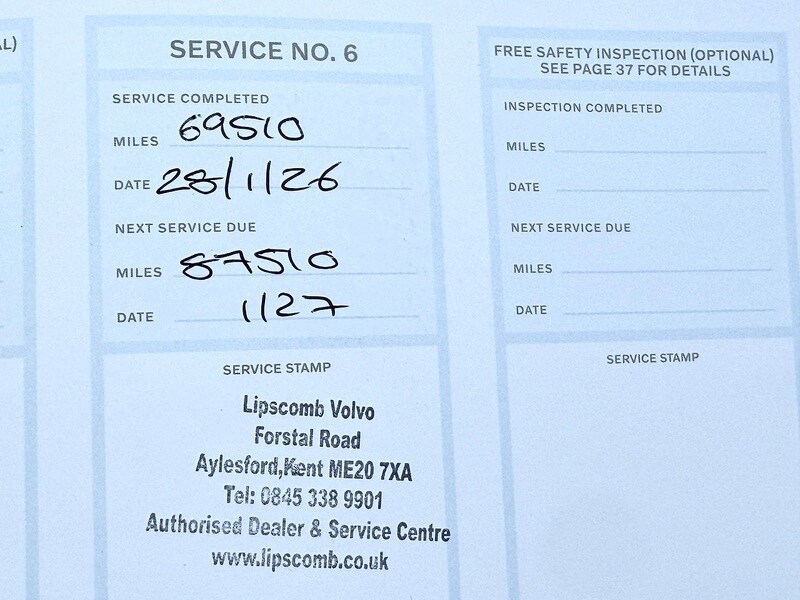 AL)
SERVICE NO. 6
SERVICE COMPLETED
MILES 69510
DATE 28/1/26
NEXT SERVICE DUE
MILES 87510
DATE 1/27
SERVICE STAMP
Lipscomb Volvo
Forstal Road
Aylesford,Kent ME20 7XA
Tel: 0845 338 9901
Authorised Dealer & Service Centre
www.lipscomb.co.uk
FREE SAFETY INSPECTION (OPTIONAL)
SEE PAGE 37 FOR DETAILS
INSPECTION COMPLETED
MILES
DATE
NEXT SERVICE DUE
MILES
DATE
SERVICE STAMP